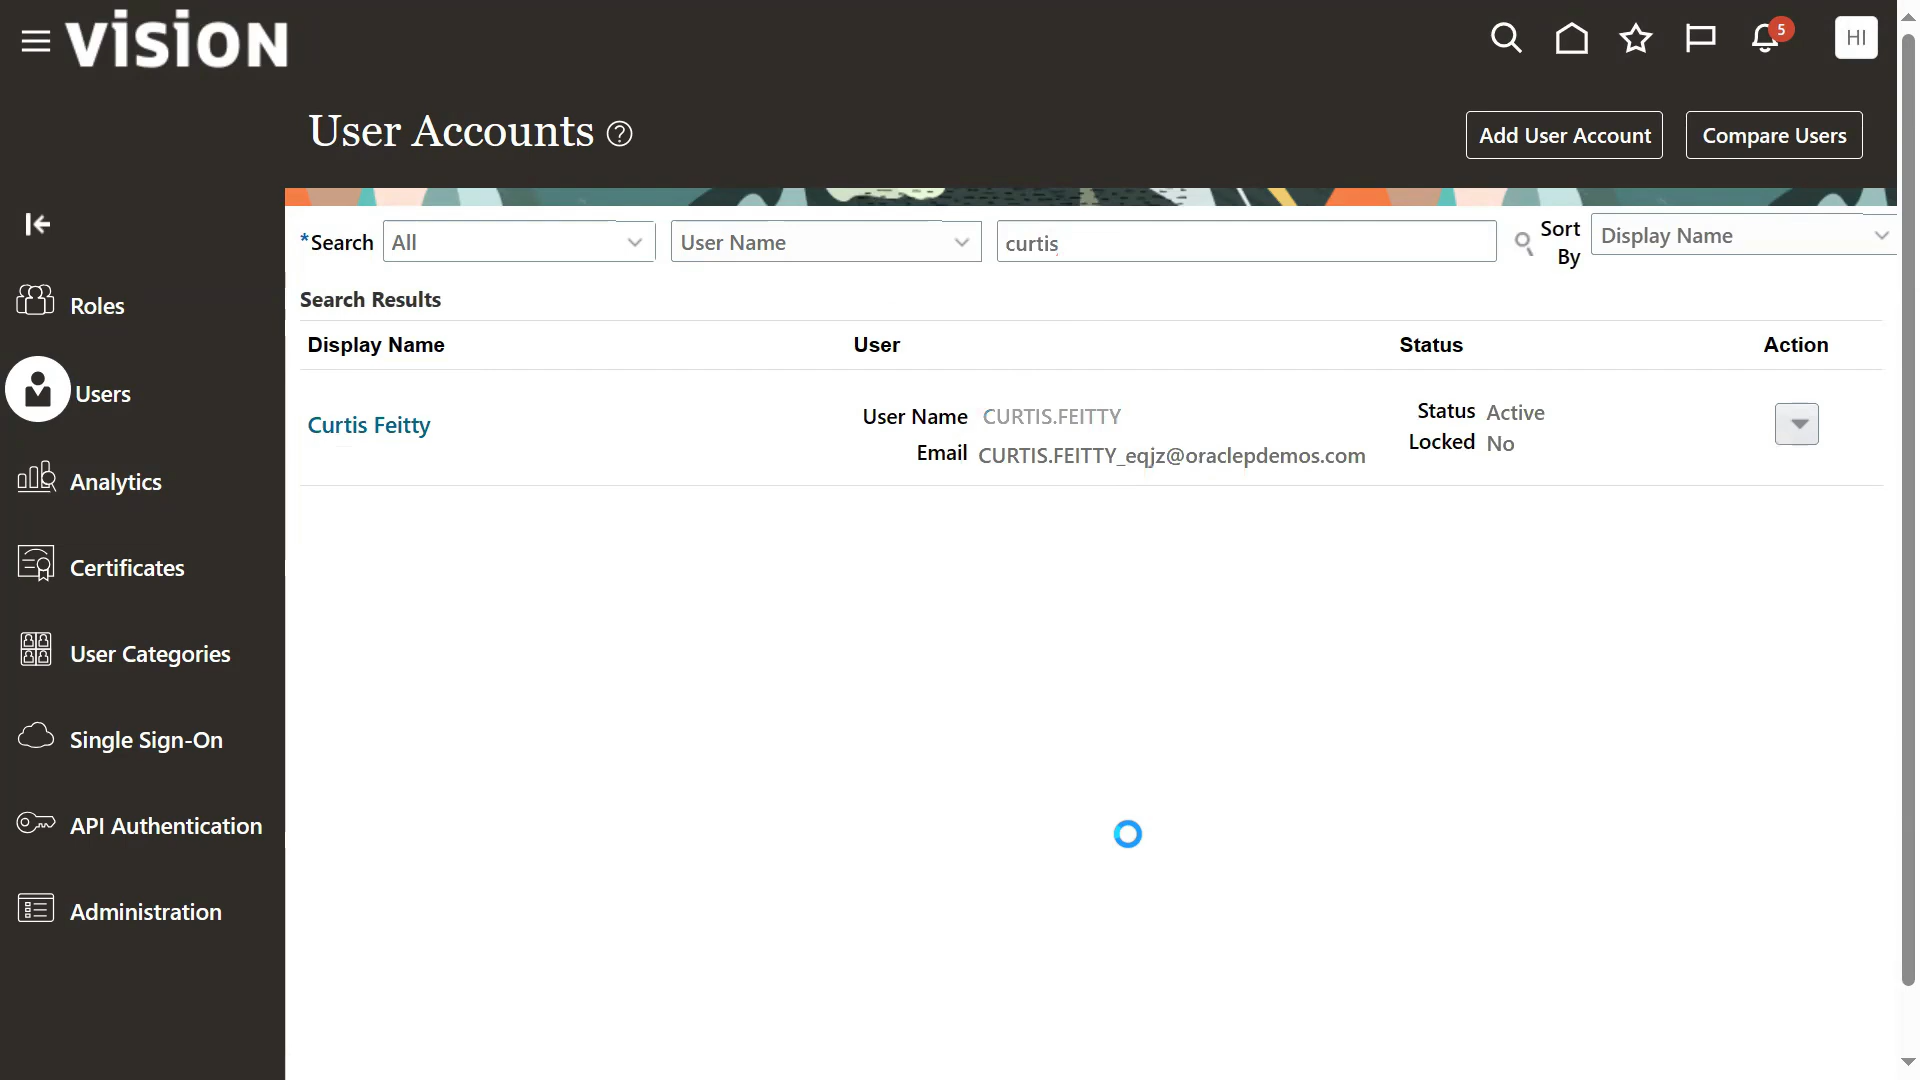 vision
5
HI
User Accounts
Add User Account
Compare Users
*Search
All
User Name
curtis
Sort By
Display Name
Search Results
Display Name
User
Status
Action
Curtis Feitty
User Name CURTIS.FEITTY
Email CURTIS.FEITTY_eqjz@oraclepdemos.com
Status Active
Locked No
Roles
Users
Analytics
Certificates
User Categories
Single Sign-On
API Authentication
Administration